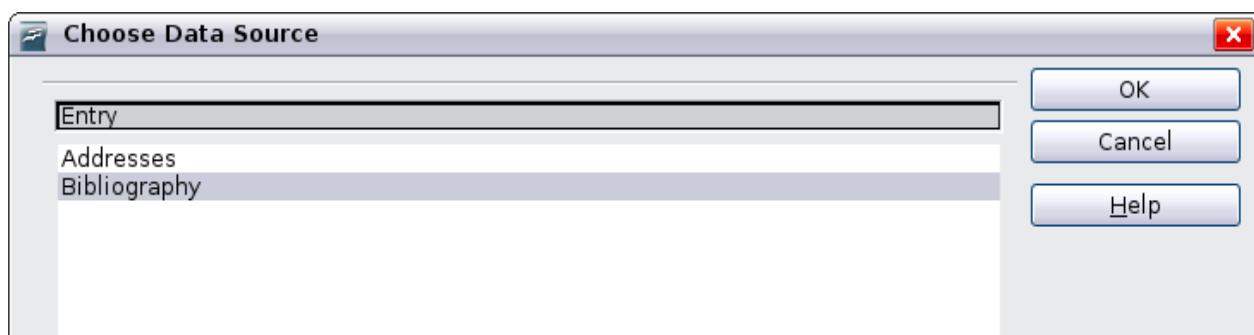 Choose Data Source
OK
Entry
Cancel
Addresses
Bibliography
Help